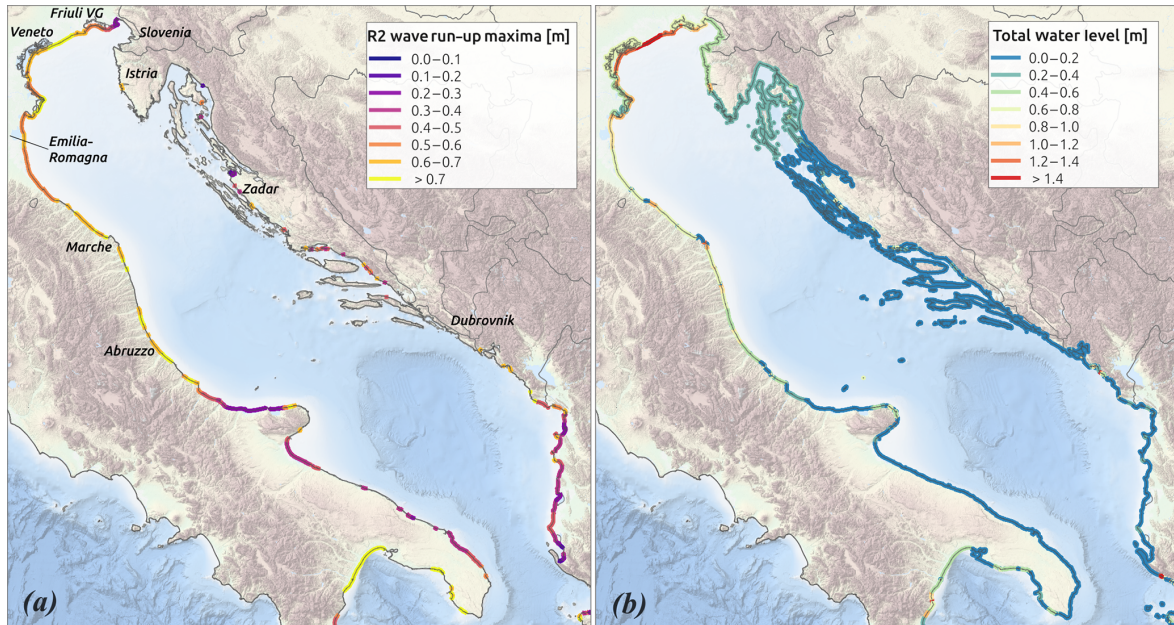 Friuli VG
Veneto
Slovenia
Istria
Emilia-
Romagna
Zadar
Marche
Dubrovnik
Abruzzo
R2 wave run-up maxima [m]
0.0−0.1
0.1−0.2
0.2−0.3
0.3−0.4
0.4−0.5
0.5−0.6
0.6−0.7
> 0.7
(a)
Total water level [m]
0.0−0.2
0.2−0.4
0.4−0.6
0.6−0.8
0.8−1.0
1.0−1.2
1.2−1.4
> 1.4
(b)